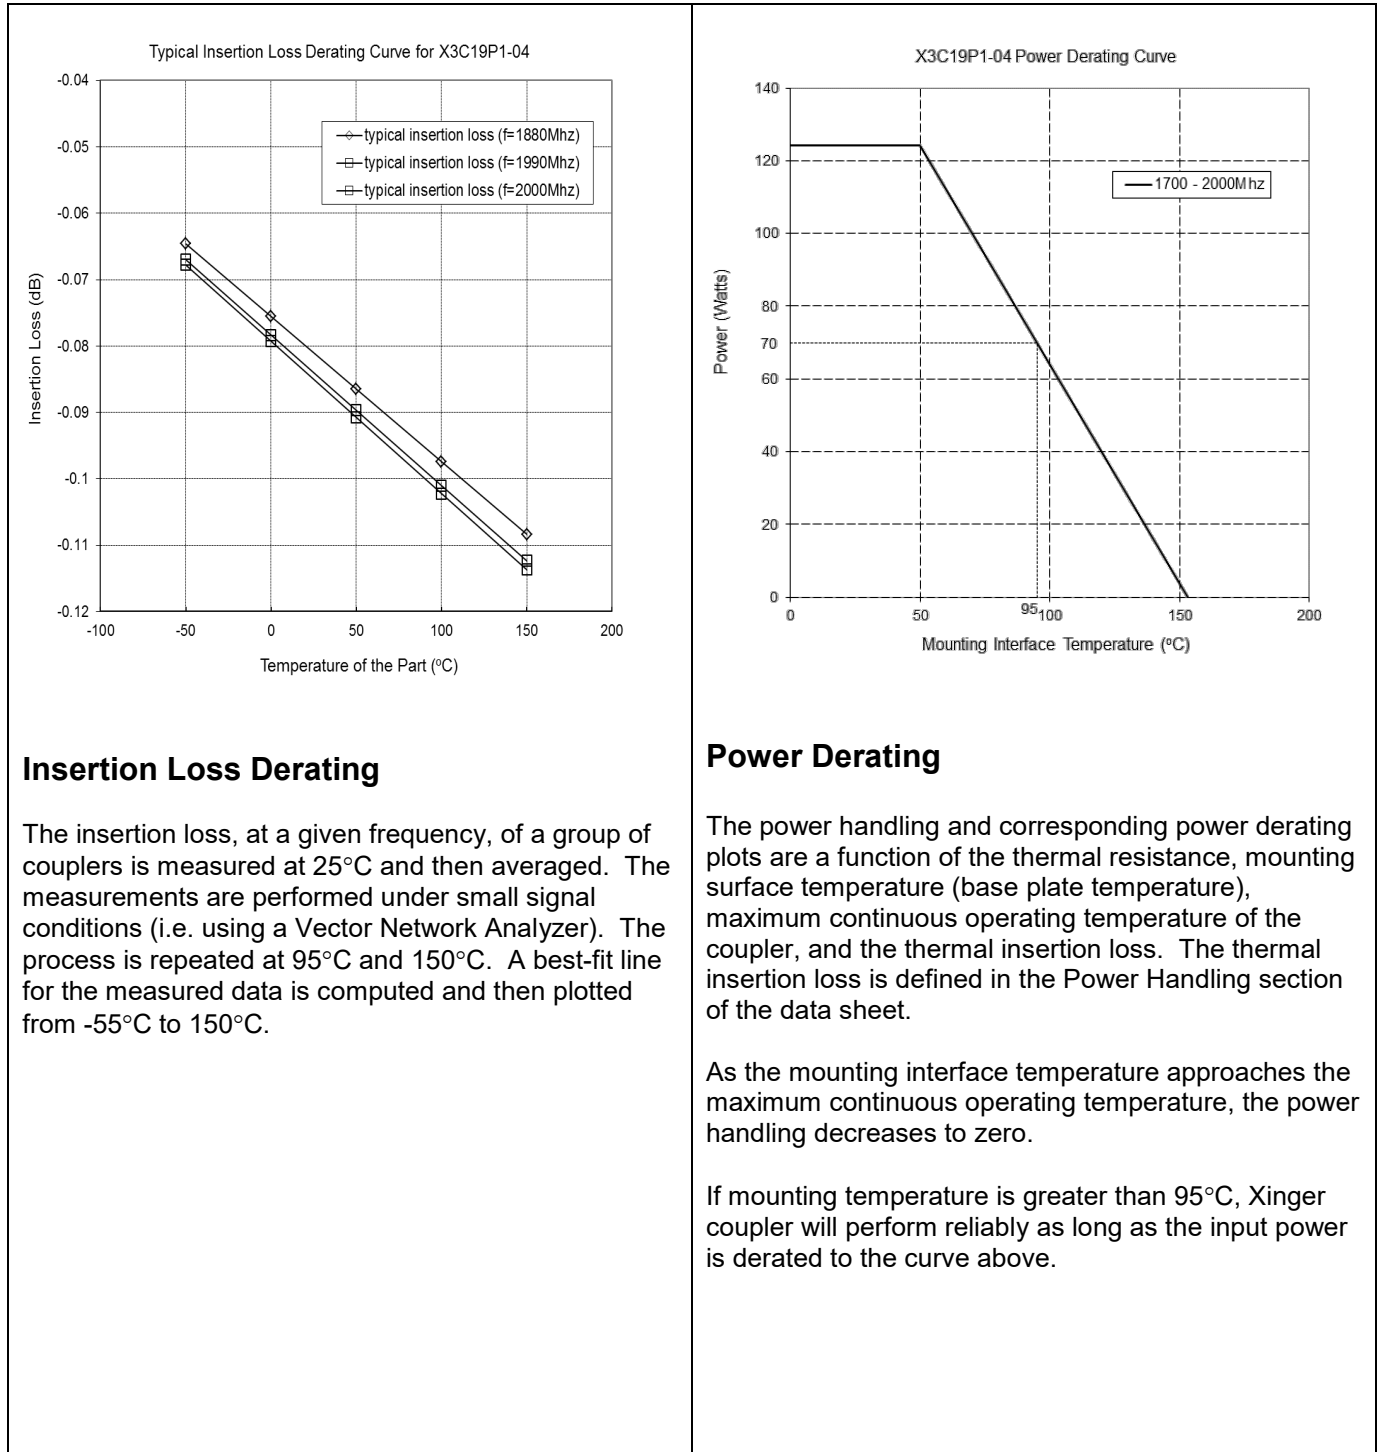 Typical Insertion Loss Derating Curve for X3C19P1-04
-0.04
-0.05
-0.06
-0.07
-0.08
-0.09
-0.1
-0.11
-0.12
Insertion Loss (dB)
typical insertion loss (f=1880Mhz)
typical insertion loss (f=1990Mhz)
typical insertion loss (f=2000Mhz)
-100 -50 0 50 100 150 200
Temperature of the Part (ºC)
Insertion Loss Derating
The insertion loss, at a given frequency, of a group of
couplers is measured at 25°C and then averaged. The
measurements are performed under small signal
conditions (i.e. using a Vector Network Analyzer). The
process is repeated at 95°C and 150°C. A best-fit line
for the measured data is computed and then plotted
from -55°C to 150°C.
X3C19P1-04 Power Derating Curve
140
120
100
80
70
60
40
20
0
Power (Watts)
1700 - 2000Mhz
0 50 95 100 150 200
Mounting Interface Temperature (ºC)
Power Derating
The power handling and corresponding power derating
plots are a function of the thermal resistance, mounting
surface temperature (base plate temperature),
maximum continuous operating temperature of the
coupler, and the thermal insertion loss. The thermal
insertion loss is defined in the Power Handling section
of the data sheet.
As the mounting interface temperature approaches the
maximum continuous operating temperature, the power
handling decreases to zero.
If mounting temperature is greater than 95°C, Xinger
coupler will perform reliably as long as the input power
is derated to the curve above.